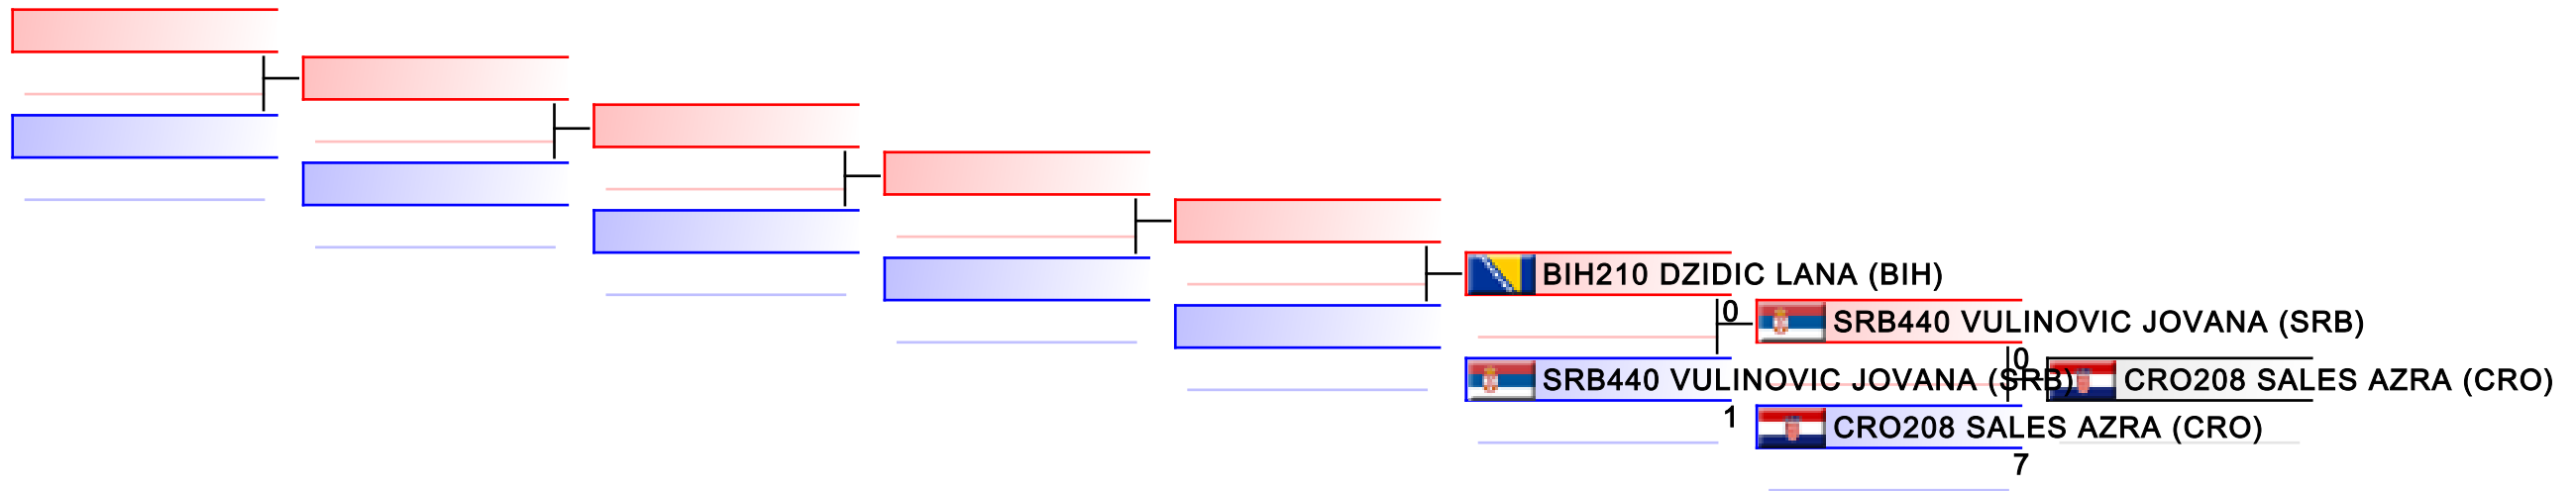 BIH210 DZIDIC LANA (BIH)
0
SRB440 VULINOVIC JOVANA (SRB)
0
SRB440 VULINOVIC JOVANA (SRB)
CRO208 SALES AZRA (CRO)
1
CRO208 SALES AZRA (CRO)
7